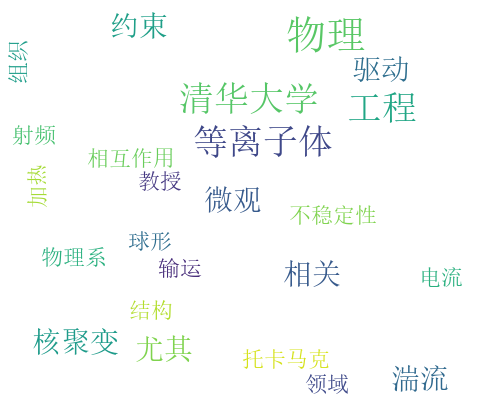 约束
物理
组织
驱动
清华大学
工程
射频
等离子体
相互作用
加热
教授
微观
不稳定性
球形
物理系
输运
相关
电流
结构
核聚变
尤其
托卡马克
领域
湍流